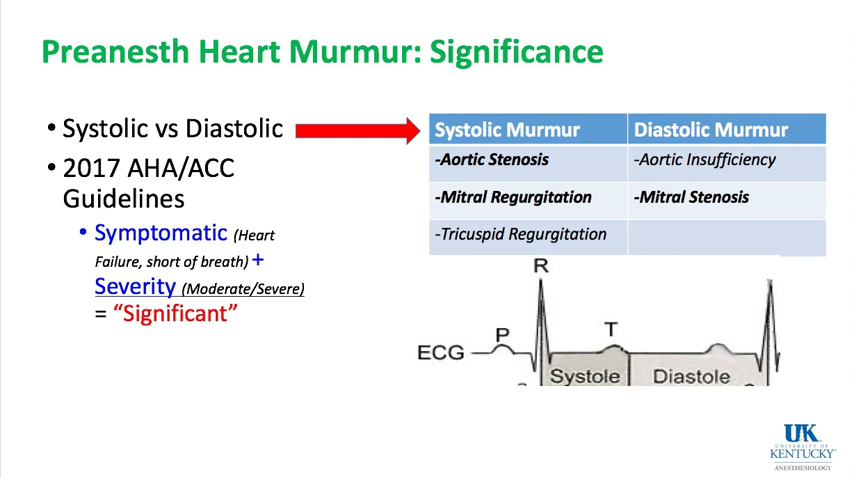 Preanesth Heart Murmur: Significance
• Systolic vs Diastolic
• 2017 AHA/ACC
Guidelines
• Symptomatic (Heart
Failure, short of breath) +
Severity (Moderate/Severe)
= “Significant”
Systolic Murmur Diastolic Murmur
-Aortic Stenosis -Aortic Insufficiency
-Mitral Regurgitation -Mitral Stenosis
-Tricuspid Regurgitation
R
P T
ECG
Systole Diastole
UK
UNIVERSITY OF
KENTUCKY
ANESTHESIOLOGY